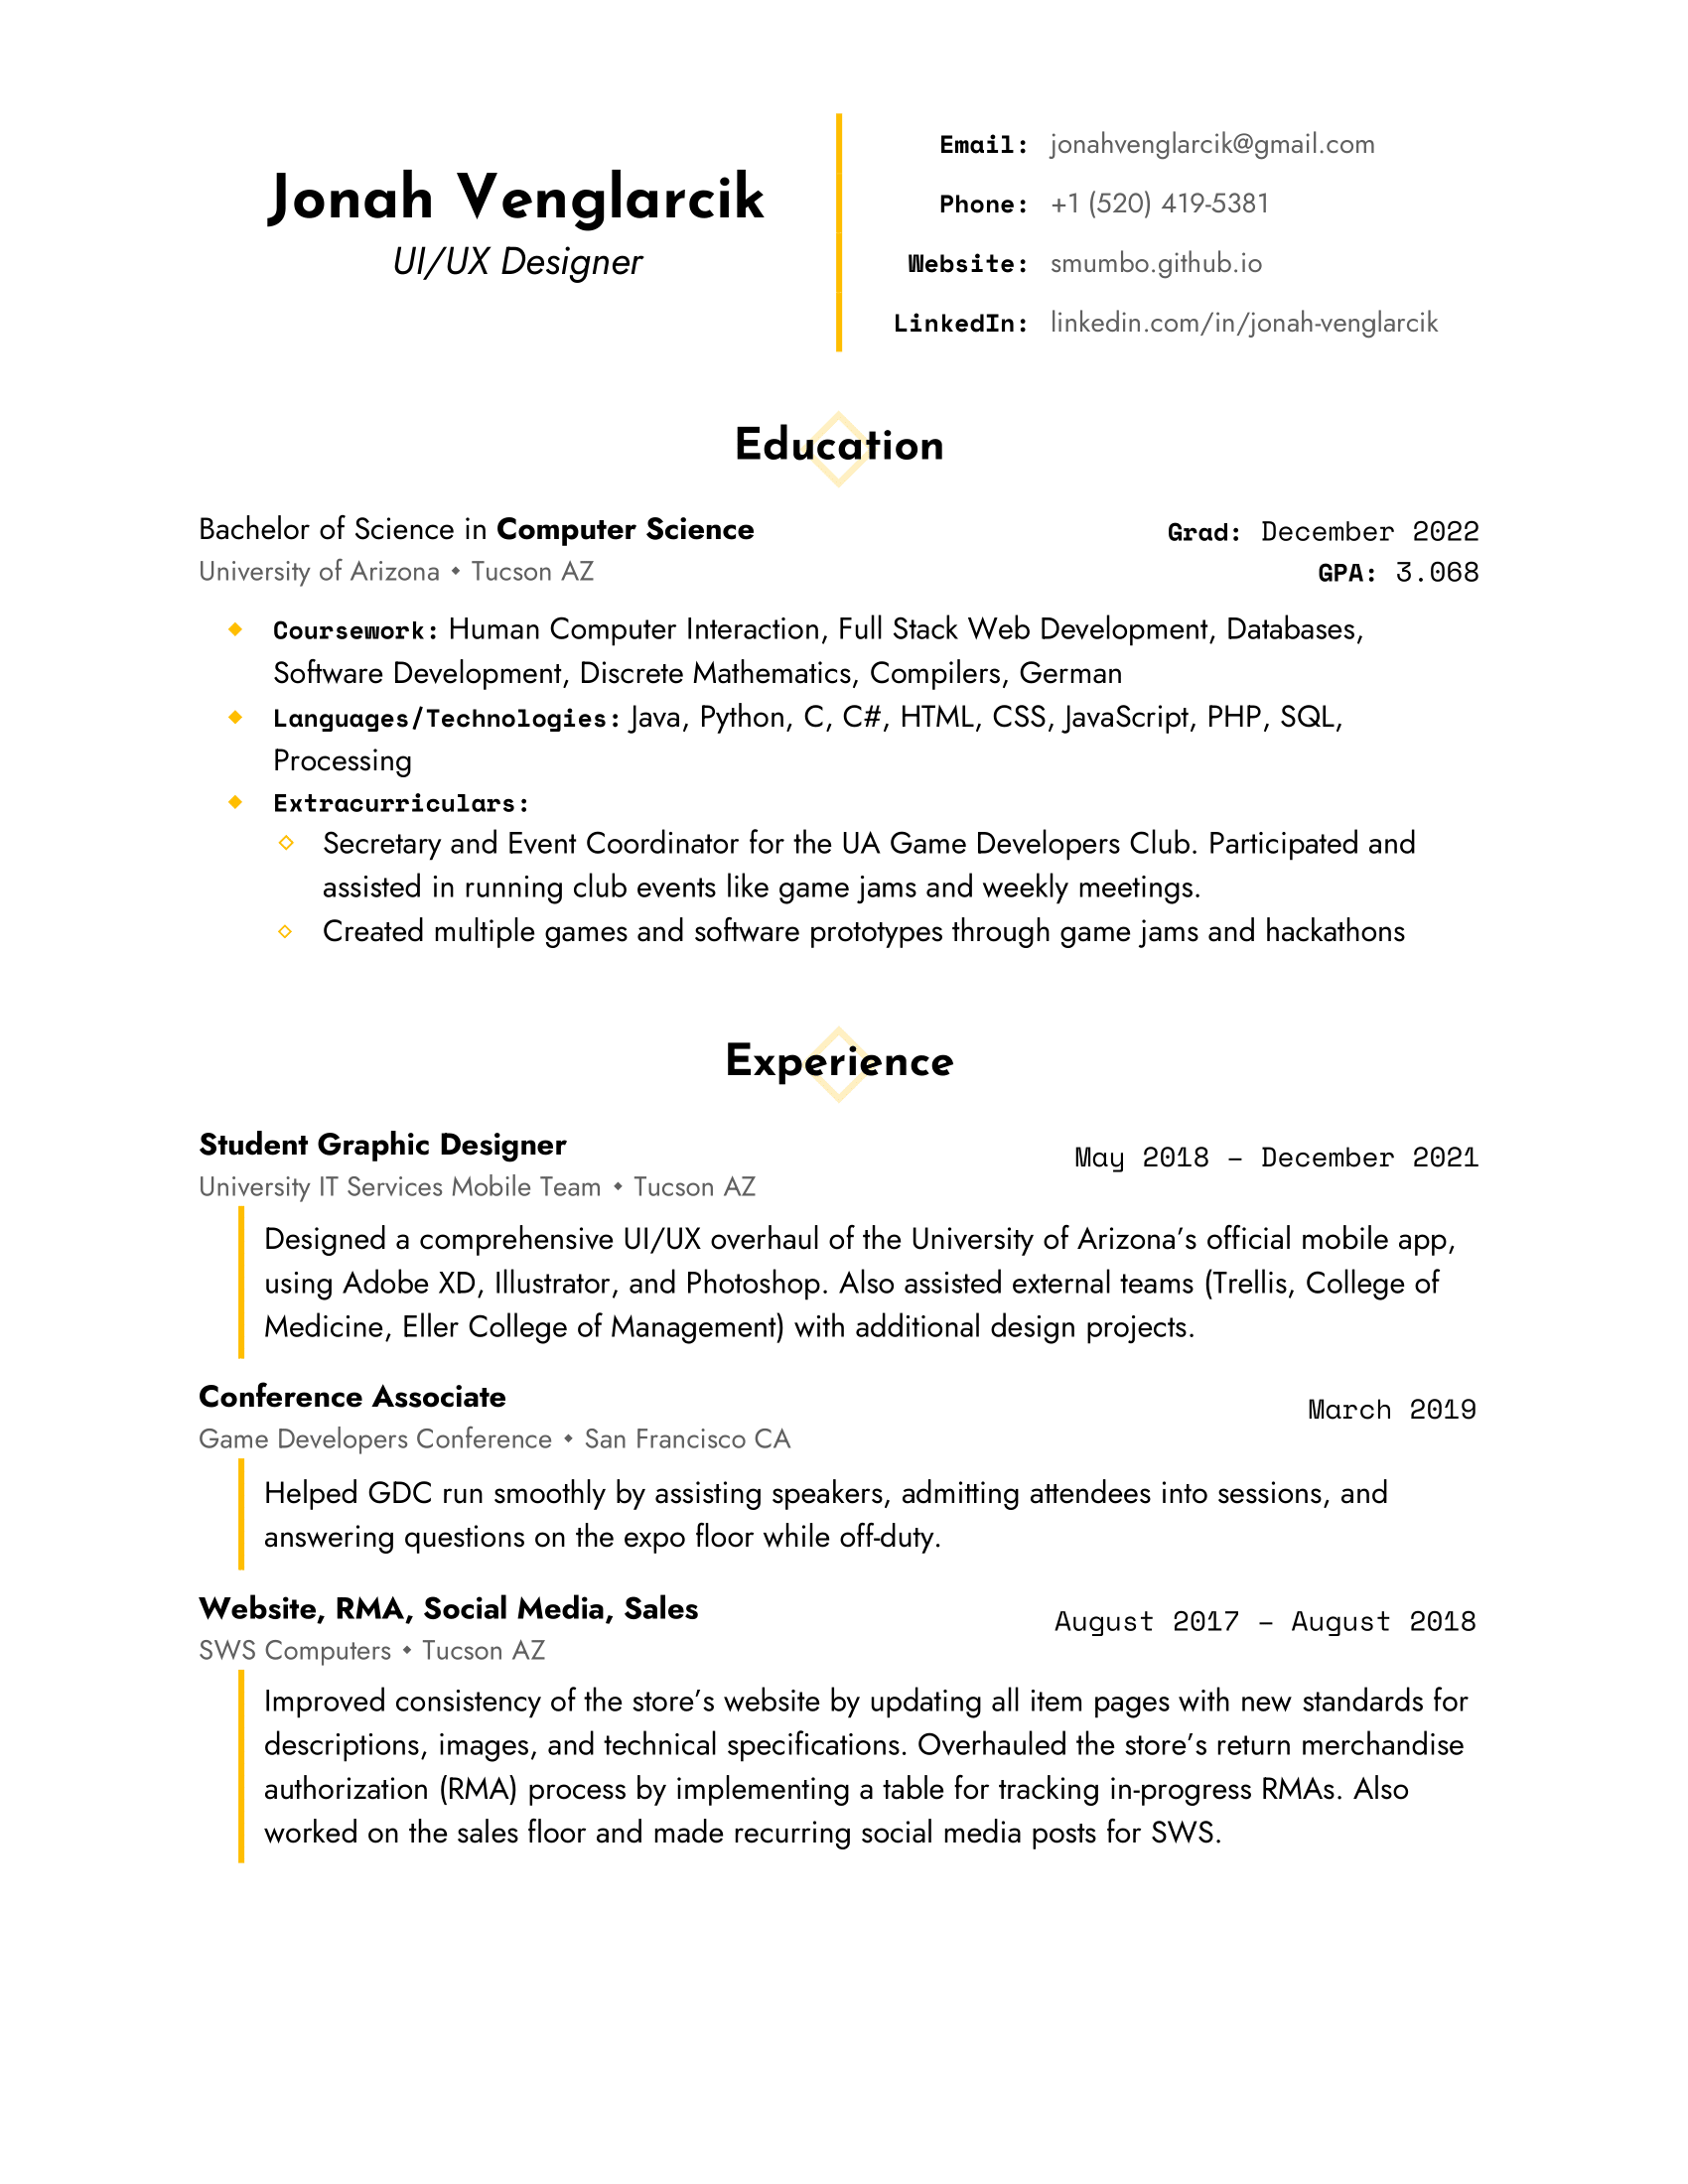 Jonah Venglarcik
UI/UX Designer
Email: jonahvenglarcik@gmail.com
Phone: +1 (520) 419-5381
Website: smumbo.github.io
LinkedIn: linkedin.com/in/jonah-venglarcik
Education
Bachelor of Science in Computer Science
Grad: December 2022
University of Arizona • Tucson AZ
GPA: 3.068
Coursework: Human Computer Interaction, Full Stack Web Development, Databases,
Software Development, Discrete Mathematics, Compilers, German
Languages/Technologies: Java, Python, C, C#, HTML, CSS, JavaScript, PHP, SQL,
Processing
Extracurriculars:
Secretary and Event Coordinator for the UA Game Developers Club. Participated and
assisted in running club events like game jams and weekly meetings.
Created multiple games and software prototypes through game jams and hackathons
Experience
Student Graphic Designer
May 2018 – December 2021
University IT Services Mobile Team • Tucson AZ
Designed a comprehensive UI/UX overhaul of the University of Arizona’s official mobile app,
using Adobe XD, Illustrator, and Photoshop. Also assisted external teams (Trellis, College of
Medicine, Eller College of Management) with additional design projects.
Conference Associate
March 2019
Game Developers Conference • San Francisco CA
Helped GDC run smoothly by assisting speakers, admitting attendees into sessions, and
answering questions on the expo floor while off-duty.
Website, RMA, Social Media, Sales
August 2017 – August 2018
SWS Computers • Tucson AZ
Improved consistency of the store’s website by updating all item pages with new standards for
descriptions, images, and technical specifications. Overhauled the store’s return merchandise
authorization (RMA) process by implementing a table for tracking in-progress RMAs. Also
worked on the sales floor and made recurring social media posts for SWS.